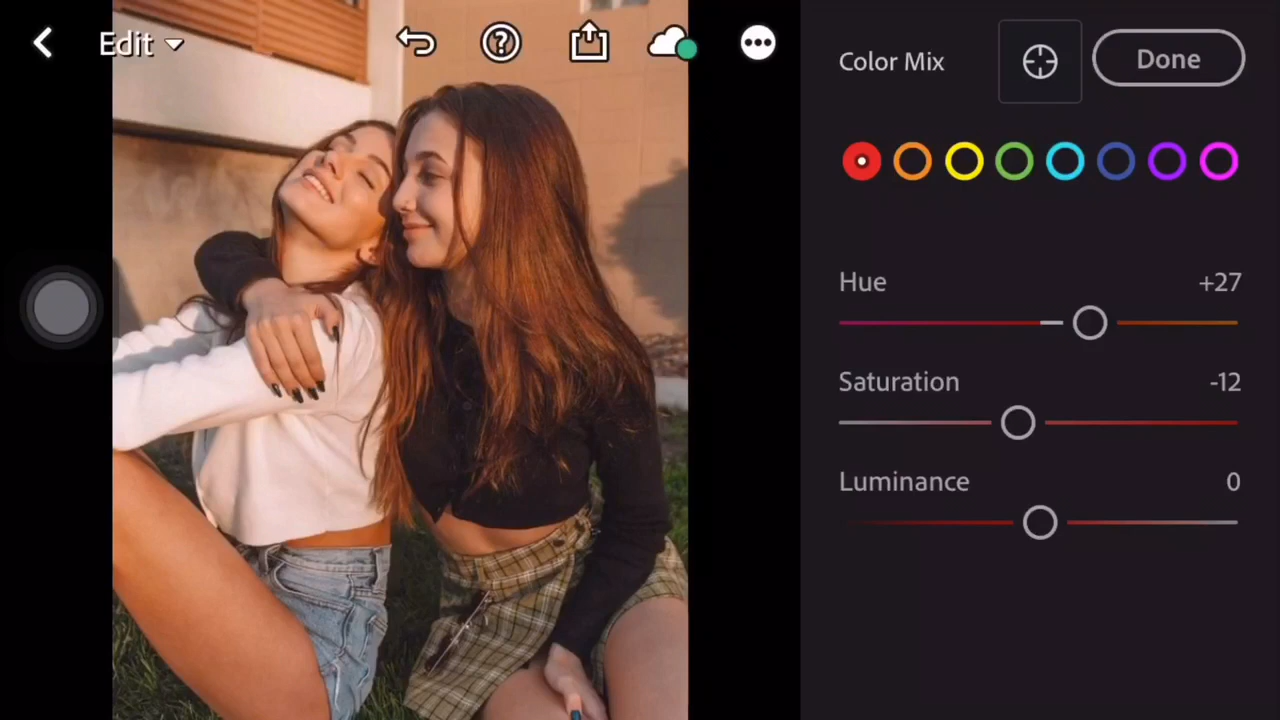 Edit
Color Mix
Done
Hue +27
Saturation -12
Luminance 0